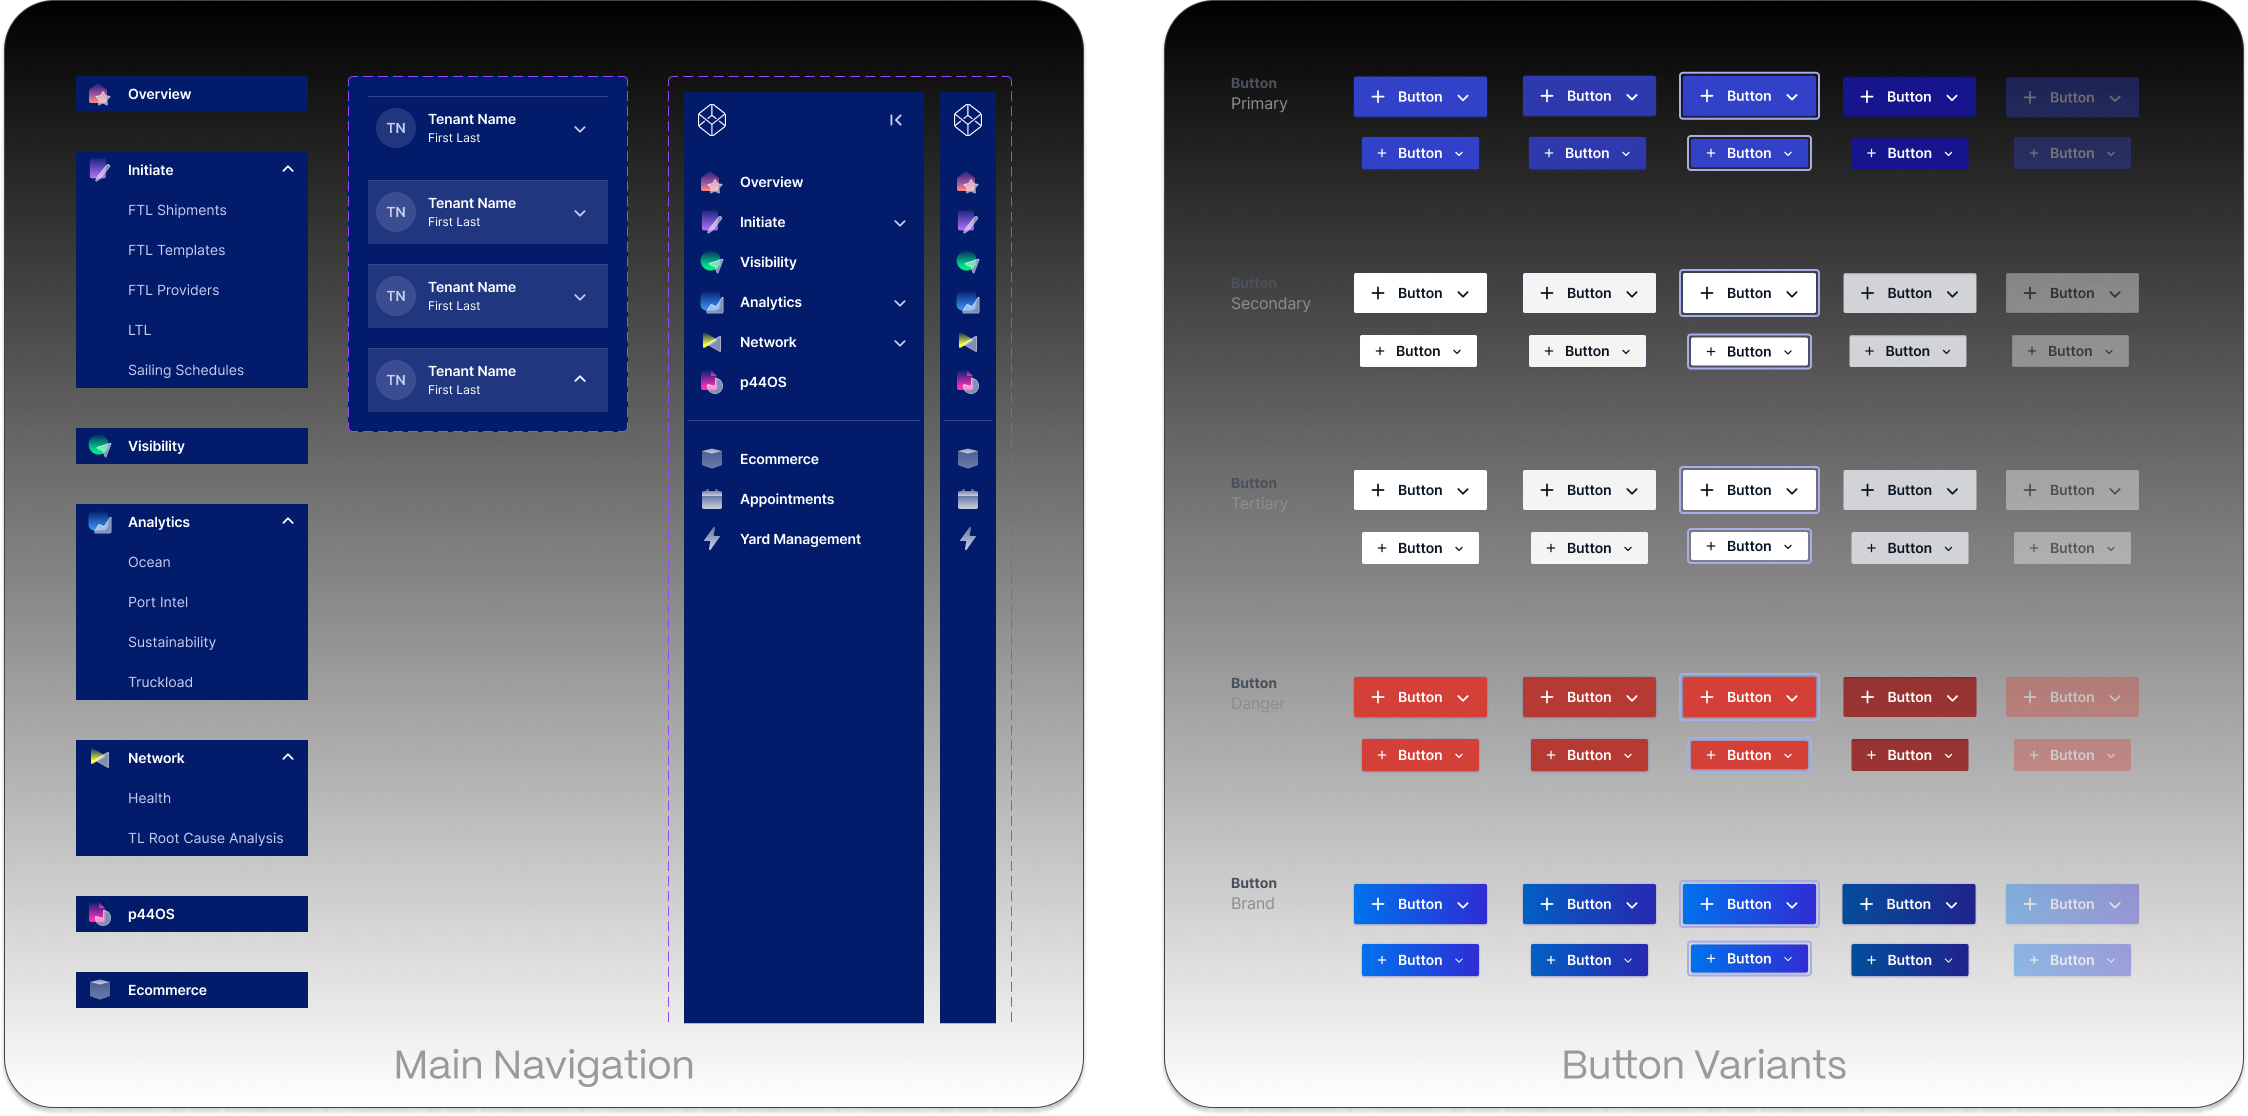 Overview
Initiate
FTL Shipments
FTL Templates
FTL Providers
LTL
Sailing Schedules
Visibility
Analytics
Ocean
Port Intel
Sustainability
Truckload
Network
Health
TL Root Cause Analysis
p44OS
Ecommerce
TN
Tenant Name
First Last
TN
Tenant Name
First Last
TN
Tenant Name
First Last
TN
Tenant Name
First Last
Overview
Initiate
Visibility
Analytics
Network
p44OS
Ecommerce
Appointments
Yard Management
Main Navigation
Button
Primary
Button Button Button Button Button
Button Button Button Button Button
Button
Secondary
Button Button Button Button Button
Button Button Button Button Button
Button
Tertiary
Button Button Button Button Button
Button Button Button Button Button
Button
Danger
Button Button Button Button Button
Button Button Button Button Button
Button
Brand
Button Button Button Button Button
Button Button Button Button Button
Button Variants